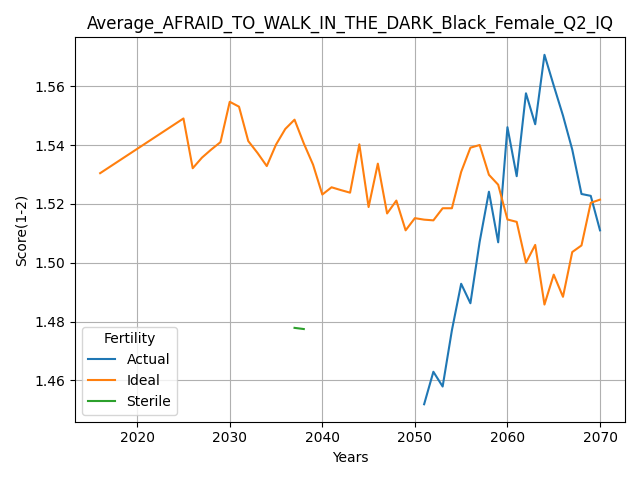 Average_AFRAID_TO_WALK_IN_THE_DARK_Black_Female_Q2_IQ
1.56
1.54
1.52
1.50
1.48
1.46
Score(1-2)
Fertility
Actual
Ideal
Sterile
2020 2030 2040 2050 2060 2070
Years